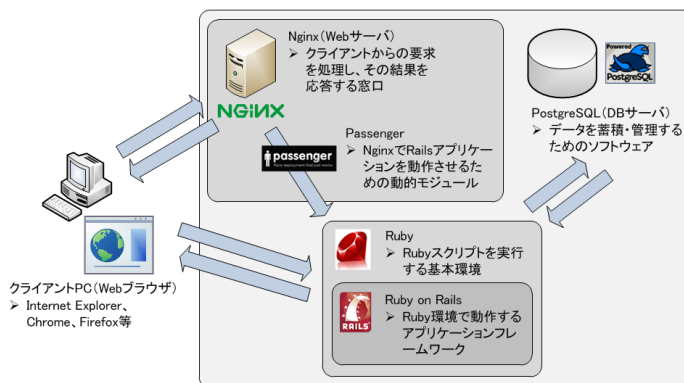 Nginx(Webサーバ)
➢ クライアントからの要求
を処理し、その結果を
応答する窓口
NGiNX
Passenger
➢ NginxでRailsアプリケー
ションを動作させるため
の動的モジュール
passenger
Powered
PostgreSQL
PostgreSQL(DBサーバ)
➢ データを蓄積・管理する
ためのソフトウェア
クライアントPC(Webブラウザ)
➢ Internet Explorer、
Chrome、Firefox等
Ruby
➢ Rubyスクリプトを実行
する基本環境
RAILS
Ruby on Rails
➢ Ruby環境で動作する
アプリケーションフレ
ームワーク